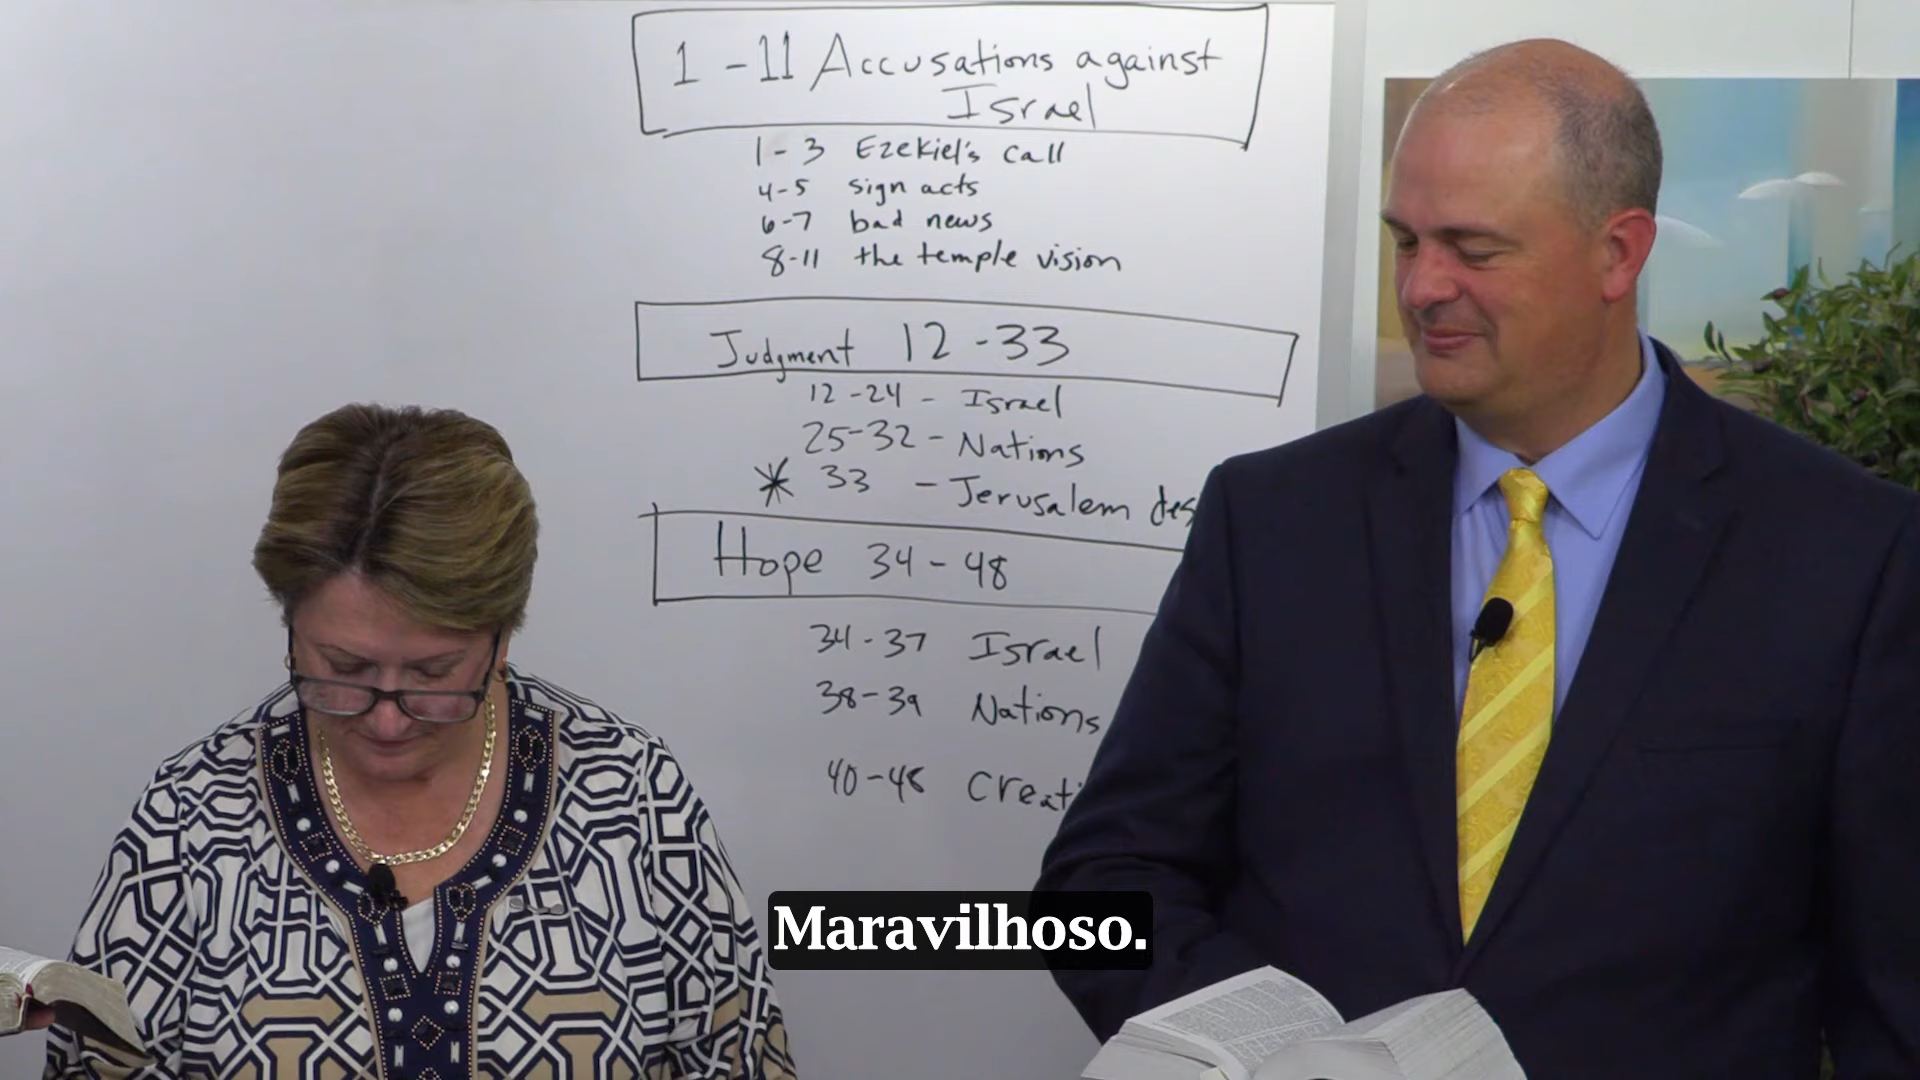 1 - 11 Accusations against
Israel
1 - 3 Ezekiel's call
4-5 sign acts
6-7 bad news
8-11 the temple vision
Judgment 12 - 33
12 - 24 - Israel
25-32 - Nations
* 33 - Jerusalem
Hope 34 - 48
34 - 37 Israel
38 - 39 Nations
40 - 48
Maravilhoso.